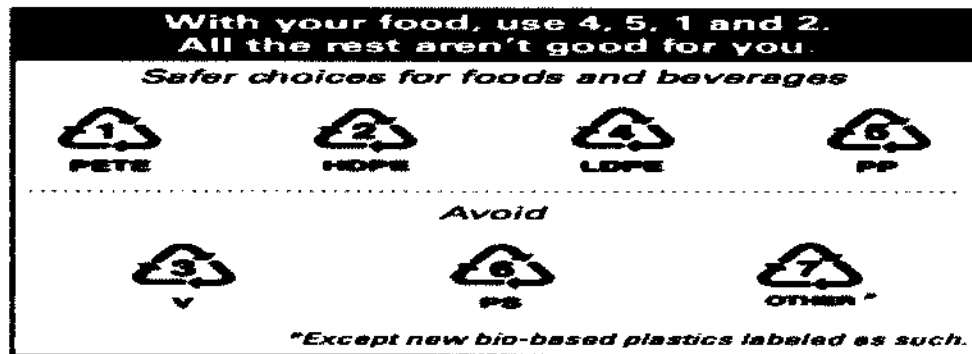 With your food, use 4, 5, 1 and 2.
All the rest aren't good for you.
Safer choices for foods and beverages
1 2 4 5
PETE HDPE LDPE PP
Avoid
3 6 7
V PS OTHER*
*Except new bio-based plastics labeled as such.